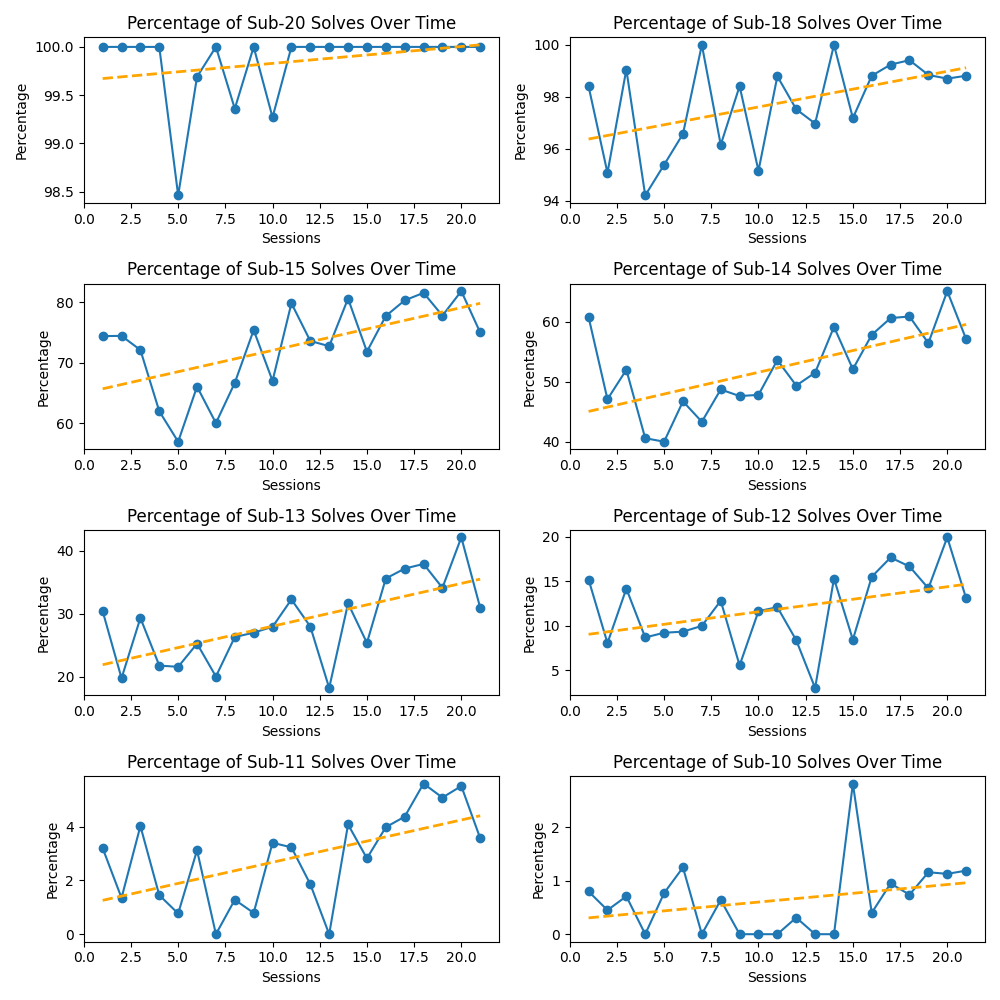 Percentage of Sub-20 Solves Over Time
Percentage
100.0
99.5
99.0
98.5
0.0 2.5 5.0 7.5 10.0 12.5 15.0 17.5 20.0
Sessions
Percentage of Sub-18 Solves Over Time
Percentage
100
98
96
94
0.0 2.5 5.0 7.5 10.0 12.5 15.0 17.5 20.0
Sessions
Percentage of Sub-15 Solves Over Time
Percentage
80
70
60
0.0 2.5 5.0 7.5 10.0 12.5 15.0 17.5 20.0
Sessions
Percentage of Sub-14 Solves Over Time
Percentage
60
50
40
0.0 2.5 5.0 7.5 10.0 12.5 15.0 17.5 20.0
Sessions
Percentage of Sub-13 Solves Over Time
Percentage
40
30
20
0.0 2.5 5.0 7.5 10.0 12.5 15.0 17.5 20.0
Sessions
Percentage of Sub-12 Solves Over Time
Percentage
20
15
10
5
0.0 2.5 5.0 7.5 10.0 12.5 15.0 17.5 20.0
Sessions
Percentage of Sub-11 Solves Over Time
Percentage
4
2
0
0.0 2.5 5.0 7.5 10.0 12.5 15.0 17.5 20.0
Sessions
Percentage of Sub-10 Solves Over Time
Percentage
2
1
0
0.0 2.5 5.0 7.5 10.0 12.5 15.0 17.5 20.0
Sessions